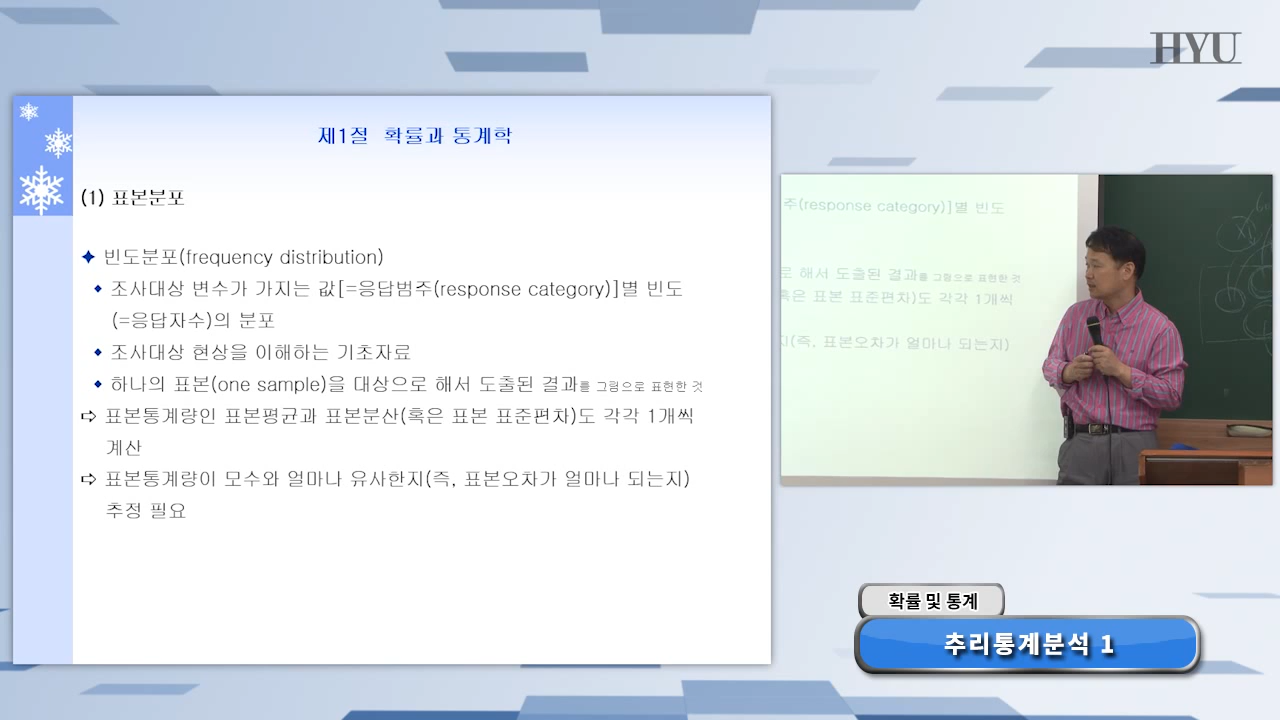 HYU
제1절 확률과 통계학
(1) 표본분포
빈도분포(frequency distribution)
조사대상 변수가 가지는 값[=응답범주(response category)]별 빈도
(=응답자수)의 분포
조사대상 현상을 이해하는 기초자료
하나의 표본(one sample)을 대상으로 해서 도출된 결과를 그림으로 표현한 것
⇨ 표본통계량인 표본평균과 표본분산(혹은 표본 표준편차)도 각각 1개씩
계산
⇨ 표본통계량이 모수와 얼마나 유사한지(즉, 표본오차가 얼마나 되는지)
추정 필요
주(response category)]별 빈도
로 해서 도출된 결과를 그림으로 표현한 것
혹은 표본 표준편차)도 각각 1개씩
지(즉, 표본오차가 얼마나 되는지)
확률 및 통계
추리통계분석 1